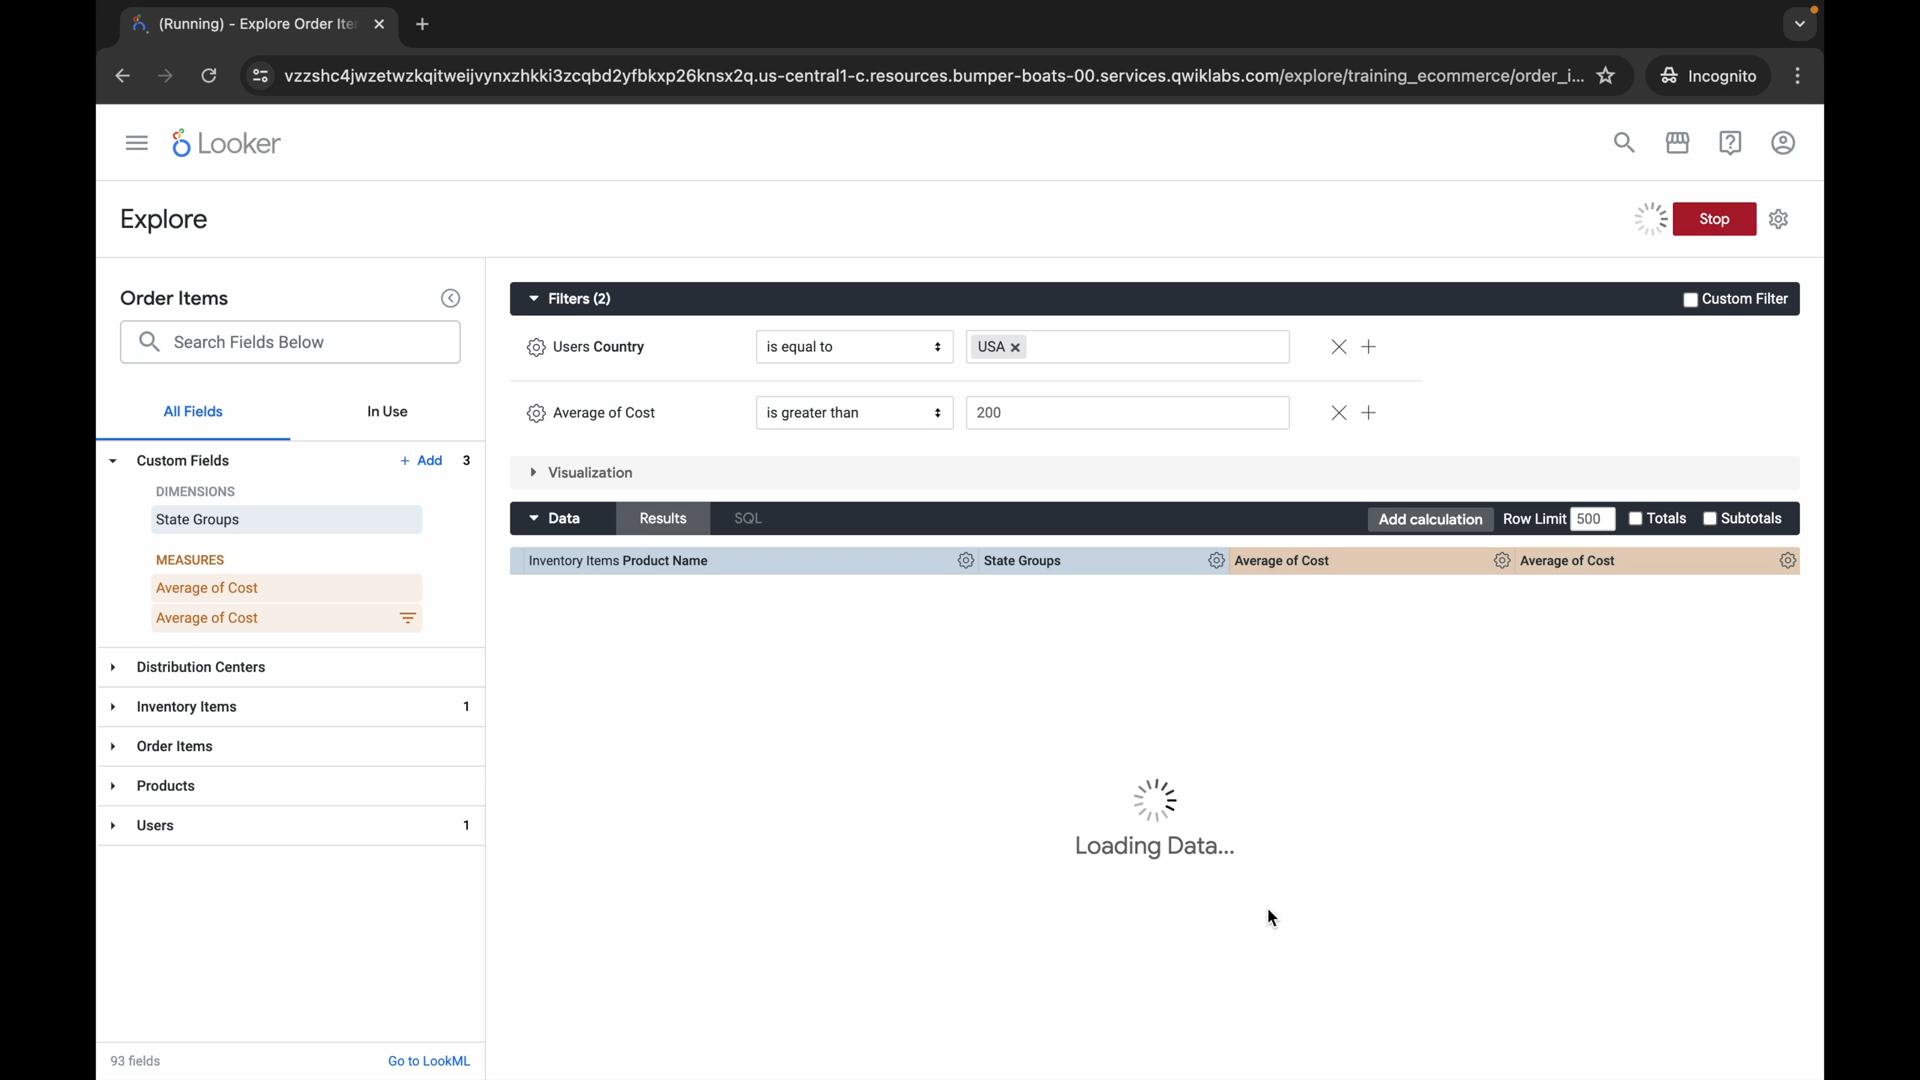 (Running) - Explore Order Iter
vzzshc4jwzetwzkqitweijvynxzhkki3zcqbd2yfbkxp26knsx2q.us-central1-c.resources.bumper-boats-00.services.qwiklabs.com/explore/training_ecommerce/order_i...
Incognito
Looker
Explore
Stop
Order Items
Search Fields Below
All Fields
In Use
Custom Fields
+ Add
3
DIMENSIONS
State Groups
MEASURES
Average of Cost
Average of Cost
Distribution Centers
Inventory Items
1
Order Items
Products
Users
1
93 fields
Go to LookML
Filters (2)
Custom Filter
Users Country
is equal to
USA
Average of Cost
is greater than
200
Visualization
Data
Results
SQL
Add calculation
Row Limit
500
Totals
Subtotals
Inventory Items Product Name
State Groups
Average of Cost
Average of Cost
Loading Data...